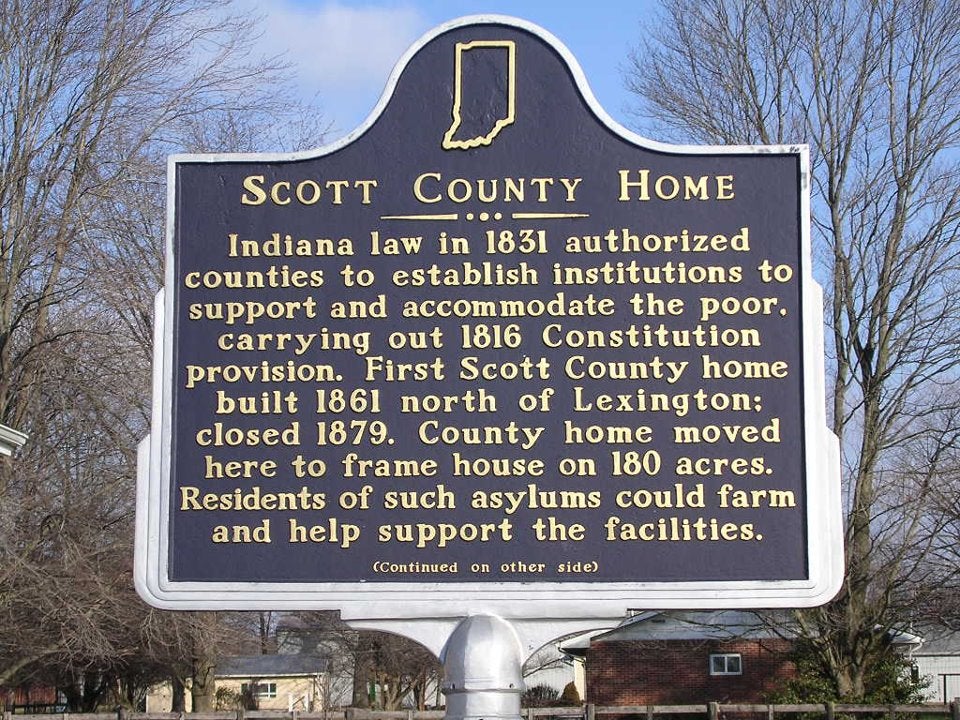 Scott County Home
Indiana law in 1831 authorized
counties to establish institutions to
support and accommodate the poor,
carrying out 1816 Constitution
provision. First Scott County home
built 1861 north of Lexington;
closed 1879. County home moved
here to frame house on 180 acres.
Residents of such asylums could farm
and help support the facilities.
(Continued on other side)